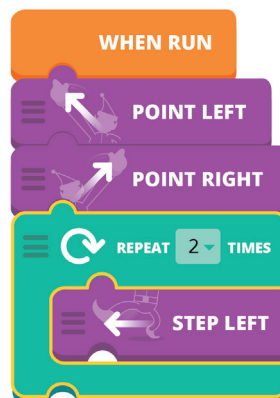 WHEN RUN
POINT LEFT
POINT RIGHT
REPEAT 2 TIMES
STEP LEFT